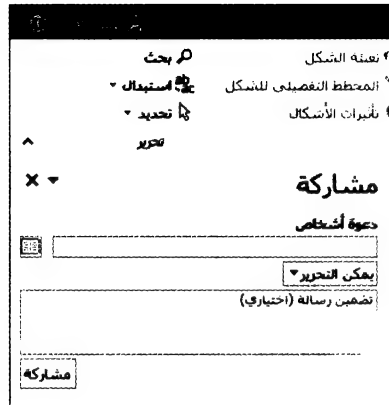 تعبئة الشكل بحث
المخطط التفصيلي للشكل استبدال
تأثيرات الأشكال تحديد
تحرير
مشاركة
دعوة أشخاص
يمكن التحرير
تضمين رسالة (اختياري)
مشاركة